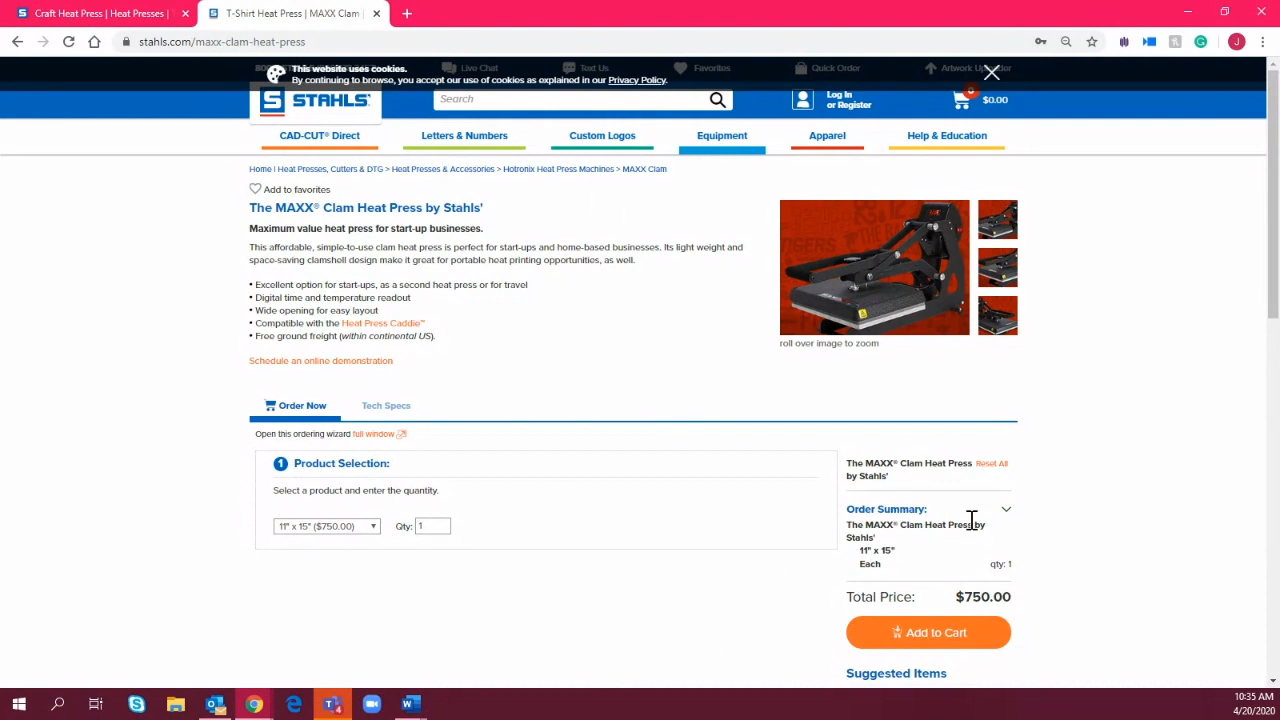 Craft Heat Press | Heat Presses |
T-Shirt Heat Press | MAXX Clam
stahls.com/maxx-clam-heat-press
J
This website uses cookies.
By continuing to browse, you accept our use of cookies as explained in our Privacy Policy.
Live Chat
Text Us
Favorites
Quick Order
STAHLS'
Search
Log In
or Register
0
$0.00
CAD-CUT® Direct
Letters & Numbers
Custom Logos
Equipment
Apparel
Help & Education
Home | Heat Presses, Cutters & DTG > Heat Presses & Accessories > Hotronix Heat Press Machines > MAXX Clam
Add to favorites
The MAXX® Clam Heat Press by Stahls'
Maximum value heat press for start-up businesses.
This affordable, simple-to-use clam heat press is perfect for start-ups and home-based businesses. Its light weight and
space-saving clamshell design make it great for portable heat printing opportunities, as well.
• Excellent option for start-ups, as a second heat press or for travel
• Digital time and temperature readout
• Wide opening for easy layout
• Compatible with the Heat Press Caddie™
• Free ground freight (within continental US).
Schedule an online demonstration
roll over image to zoom
Order Now
Tech Specs
Open this ordering wizard full window
1 Product Selection:
Select a product and enter the quantity.
11" x 15" ($750.00)
Qty: 1
The MAXX® Clam Heat Press Reset All
by Stahls'
Order Summary:
The MAXX® Clam Heat Press by
Stahls'
11" x 15"
Each qty: 1
Total Price: $750.00
Add to Cart
Suggested Items
10:35 AM
4/20/2020